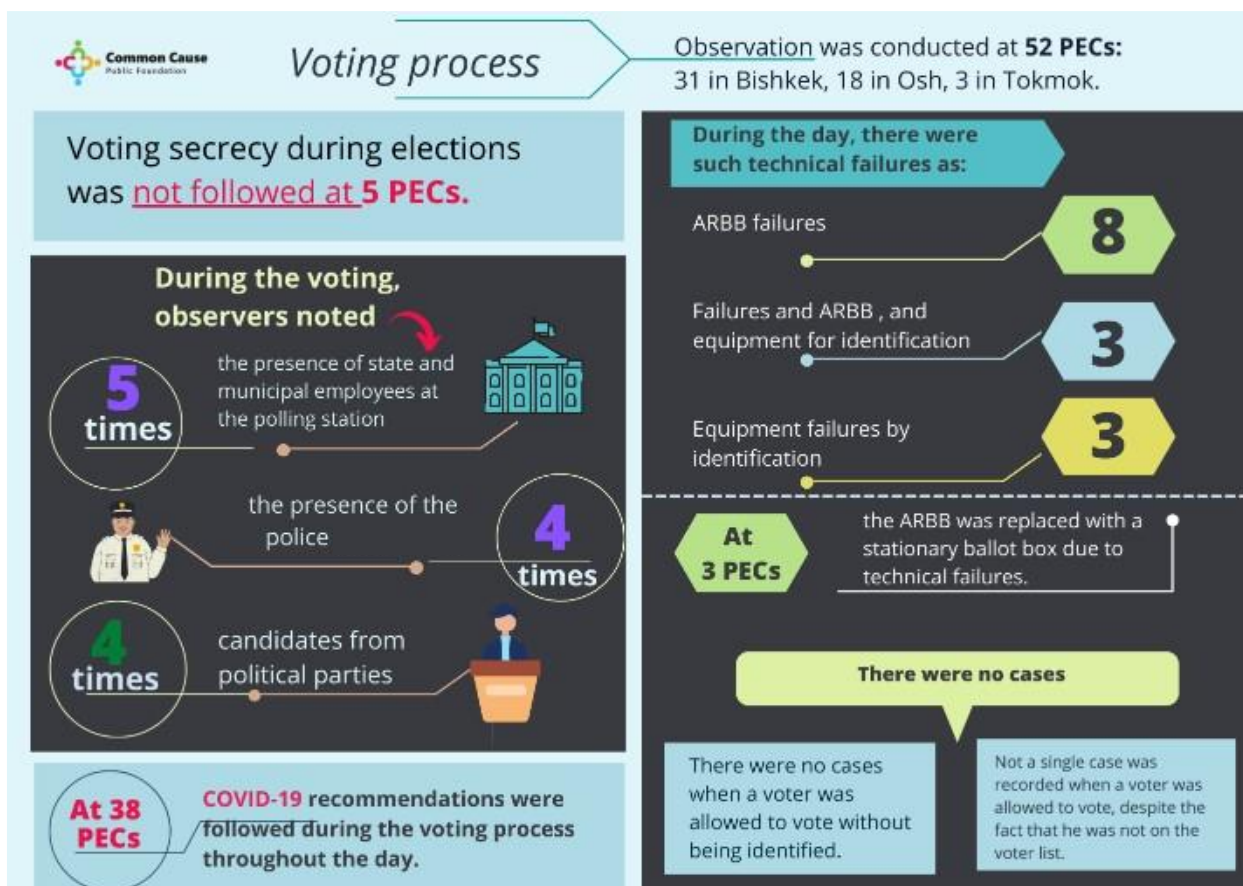 Common Cause
Public Foundation
Voting process
Observation was conducted at 52 PECs:
31 in Bishkek, 18 in Osh, 3 in Tokmok.
Voting secrecy during elections
was not followed at 5 PECs.
During the voting,
observers noted
5
times
the presence of state and
municipal employees at
the polling station
the presence of the
police
4
times
4
times
candidates from
political parties
At 38
PECs
COVID-19 recommendations were
followed during the voting process
throughout the day.
During the day, there were
such technical failures as:
ARBB failures
8
Failures and ARBB , and
equipment for identification
3
Equipment failures by
identification
3
At
3 PECs
the ARBB was replaced with a
stationary ballot box due to
technical failures.
There were no cases
There were no cases
when a voter was
allowed to vote without
being identified.
Not a single case was
recorded when a voter was
allowed to vote, despite the
fact that he was not on the
voter list.